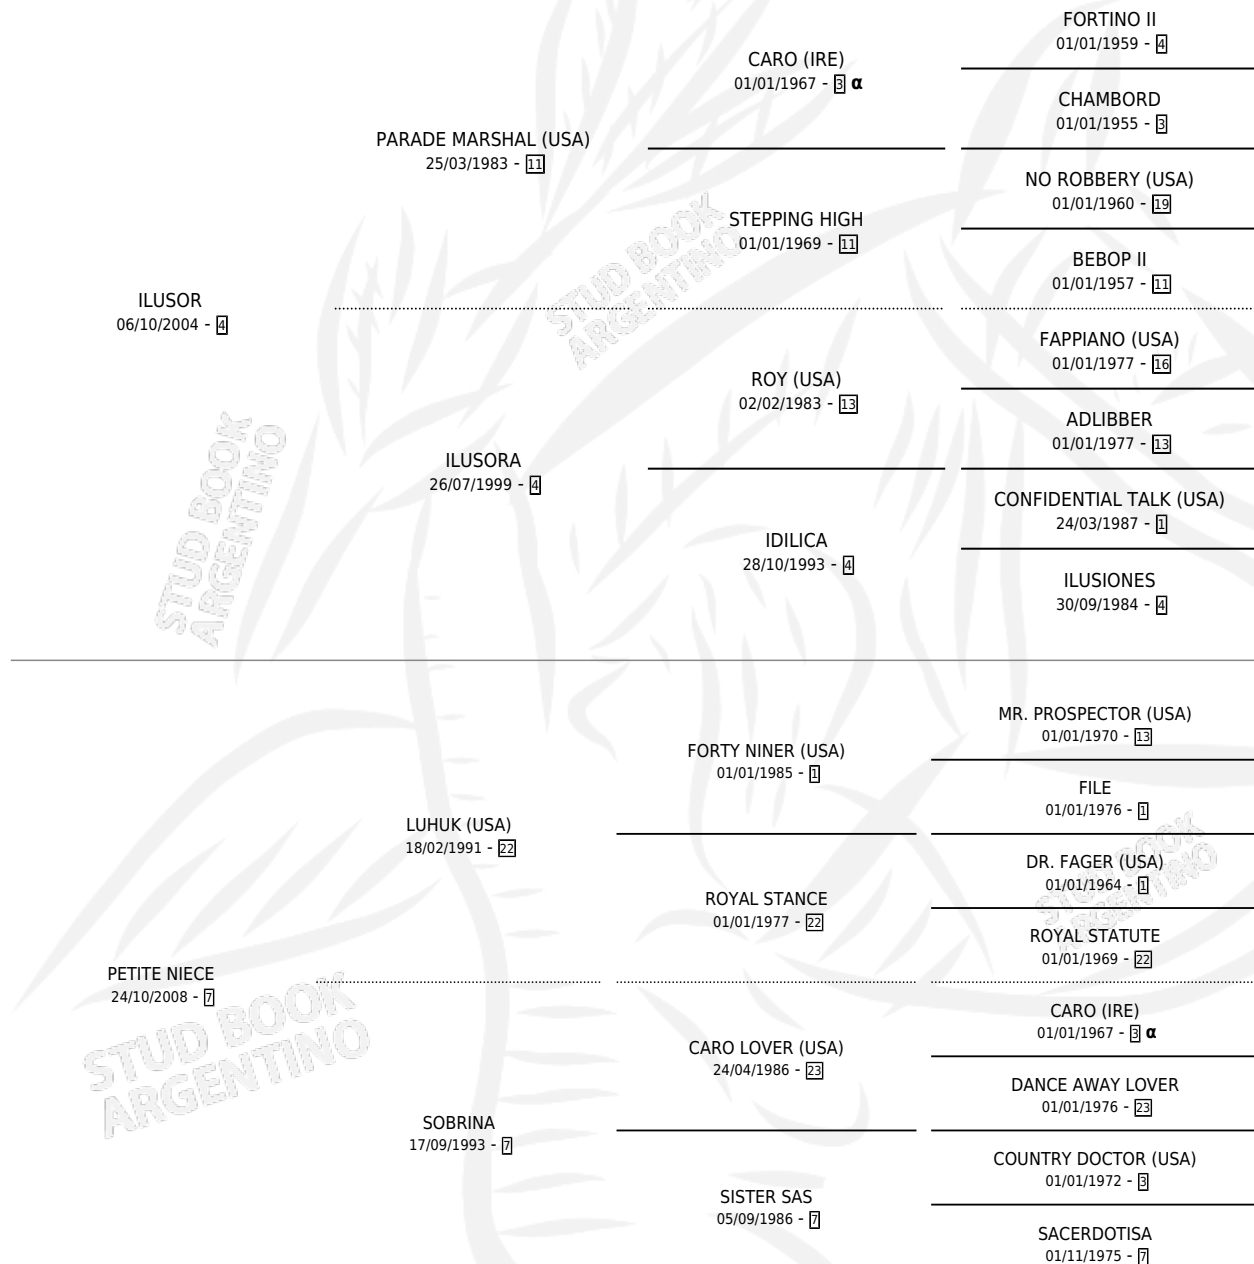 FORTINO II
01/01/1959 - 4
CARO (IRE)
01/01/1967 - 3 α
CHAMBORD
01/01/1955 - 3
PARADE MARSHAL (USA)
25/03/1983 - 11
NO ROBBERY (USA)
01/01/1960 - 19
STEPPING HIGH
01/01/1969 - 11
BEBOP II
01/01/1957 - 11
ILUSOR
06/10/2004 - 4
FAPPIANO (USA)
01/01/1977 - 16
ROY (USA)
02/02/1983 - 13
ADLIBBER
01/01/1977 - 13
ILUSORA
26/07/1999 - 4
CONFIDENTIAL TALK (USA)
24/03/1987 - 1
IDILICA
28/10/1993 - 4
ILUSIONES
30/09/1984 - 4
STUD BOOK
ARGENTINO
STUD BOOK
ARGENTINO
MR. PROSPECTOR (USA)
01/01/1970 - 13
FORTY NINER (USA)
01/01/1985 - 1
FILE
01/01/1976 - 1
LUHUK (USA)
18/02/1991 - 22
DR. FAGER (USA)
01/01/1964 - 1
ROYAL STANCE
01/01/1977 - 22
ROYAL STATUTE
01/01/1969 - 22
PETITE NIECE
24/10/2008 - 7
CARO (IRE)
01/01/1967 - 3 α
CARO LOVER (USA)
24/04/1986 - 23
DANCE AWAY LOVER
01/01/1976 - 23
SOBRINA
17/09/1993 - 7
COUNTRY DOCTOR (USA)
01/01/1972 - 3
SISTER SAS
05/09/1986 - 7
SACERDOTISA
01/11/1975 - 7
STUD BOOK
ARGENTINO
STUD BOOK
ARGENTINO